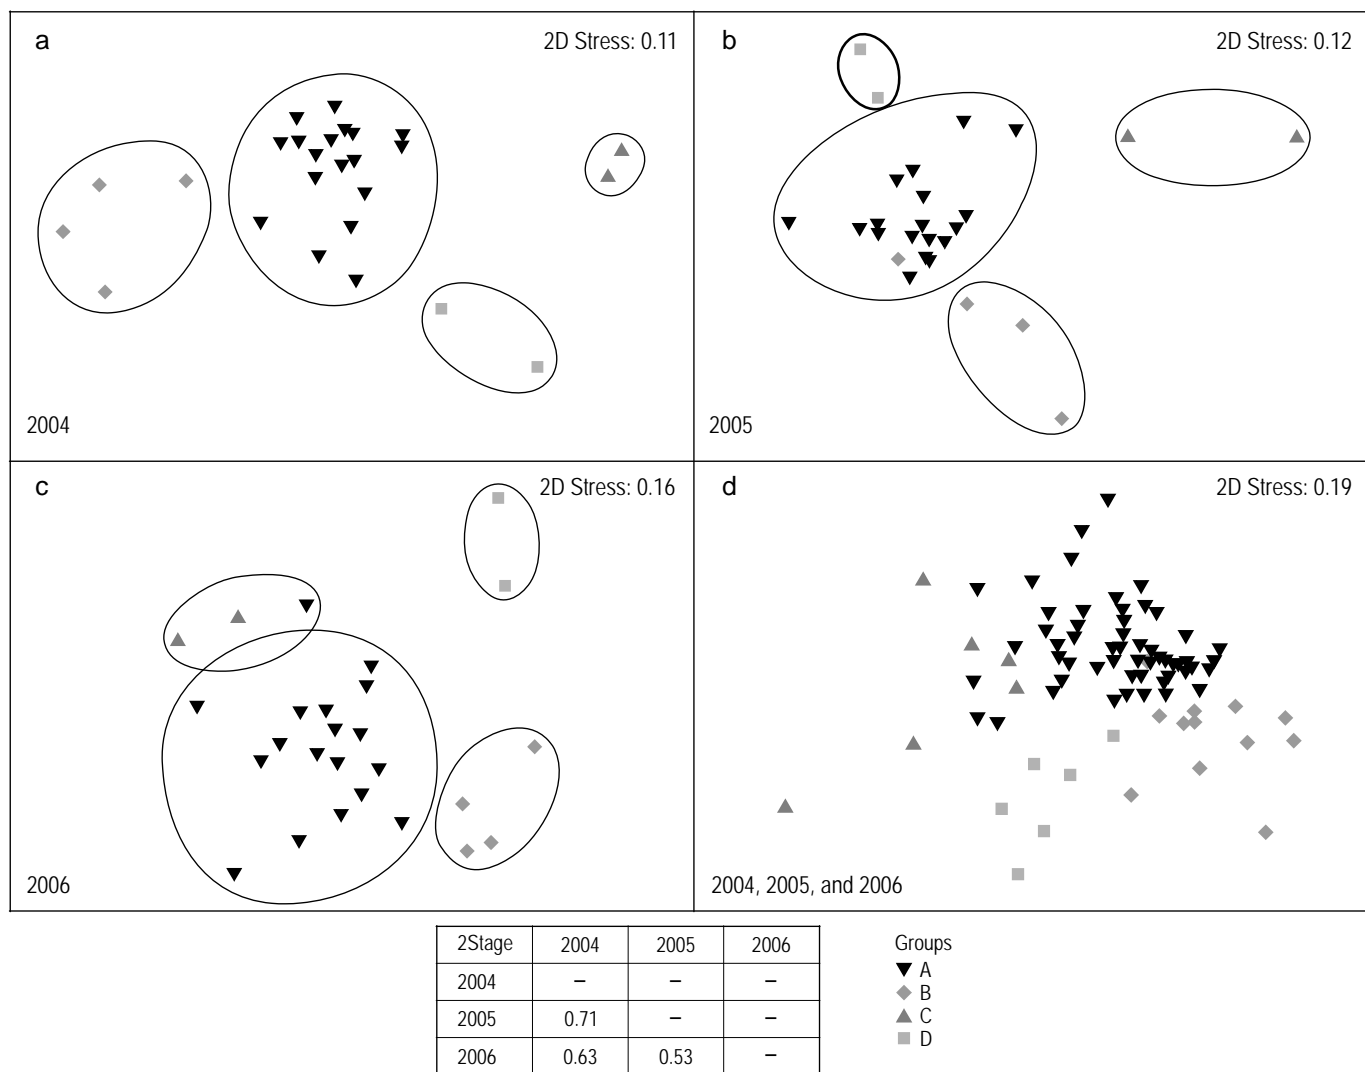 a
2D Stress: 0.11
2004
b
2D Stress: 0.12
2005
c
2D Stress: 0.16
2006
d
2D Stress: 0.19
2004, 2005, and 2006
2Stage 2004 2005 2006
2004 – – –
2005 0.71 – –
2006 0.63 0.53 –
Groups
A
B
C
D